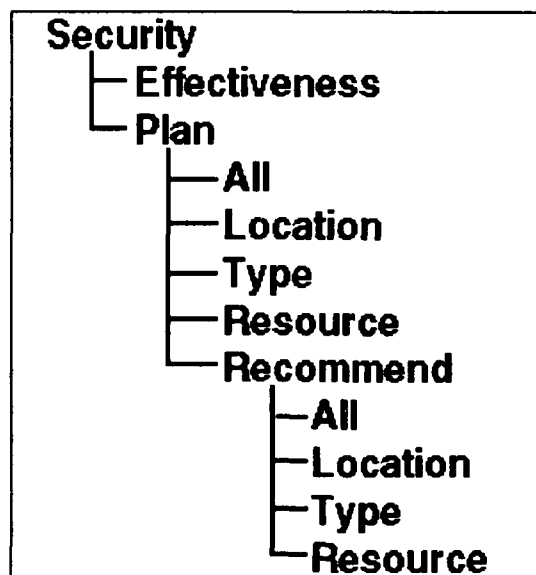 Security
Effectiveness
Plan
All
Location
Type
Resource
Recommend
All
Location
Type
Resource